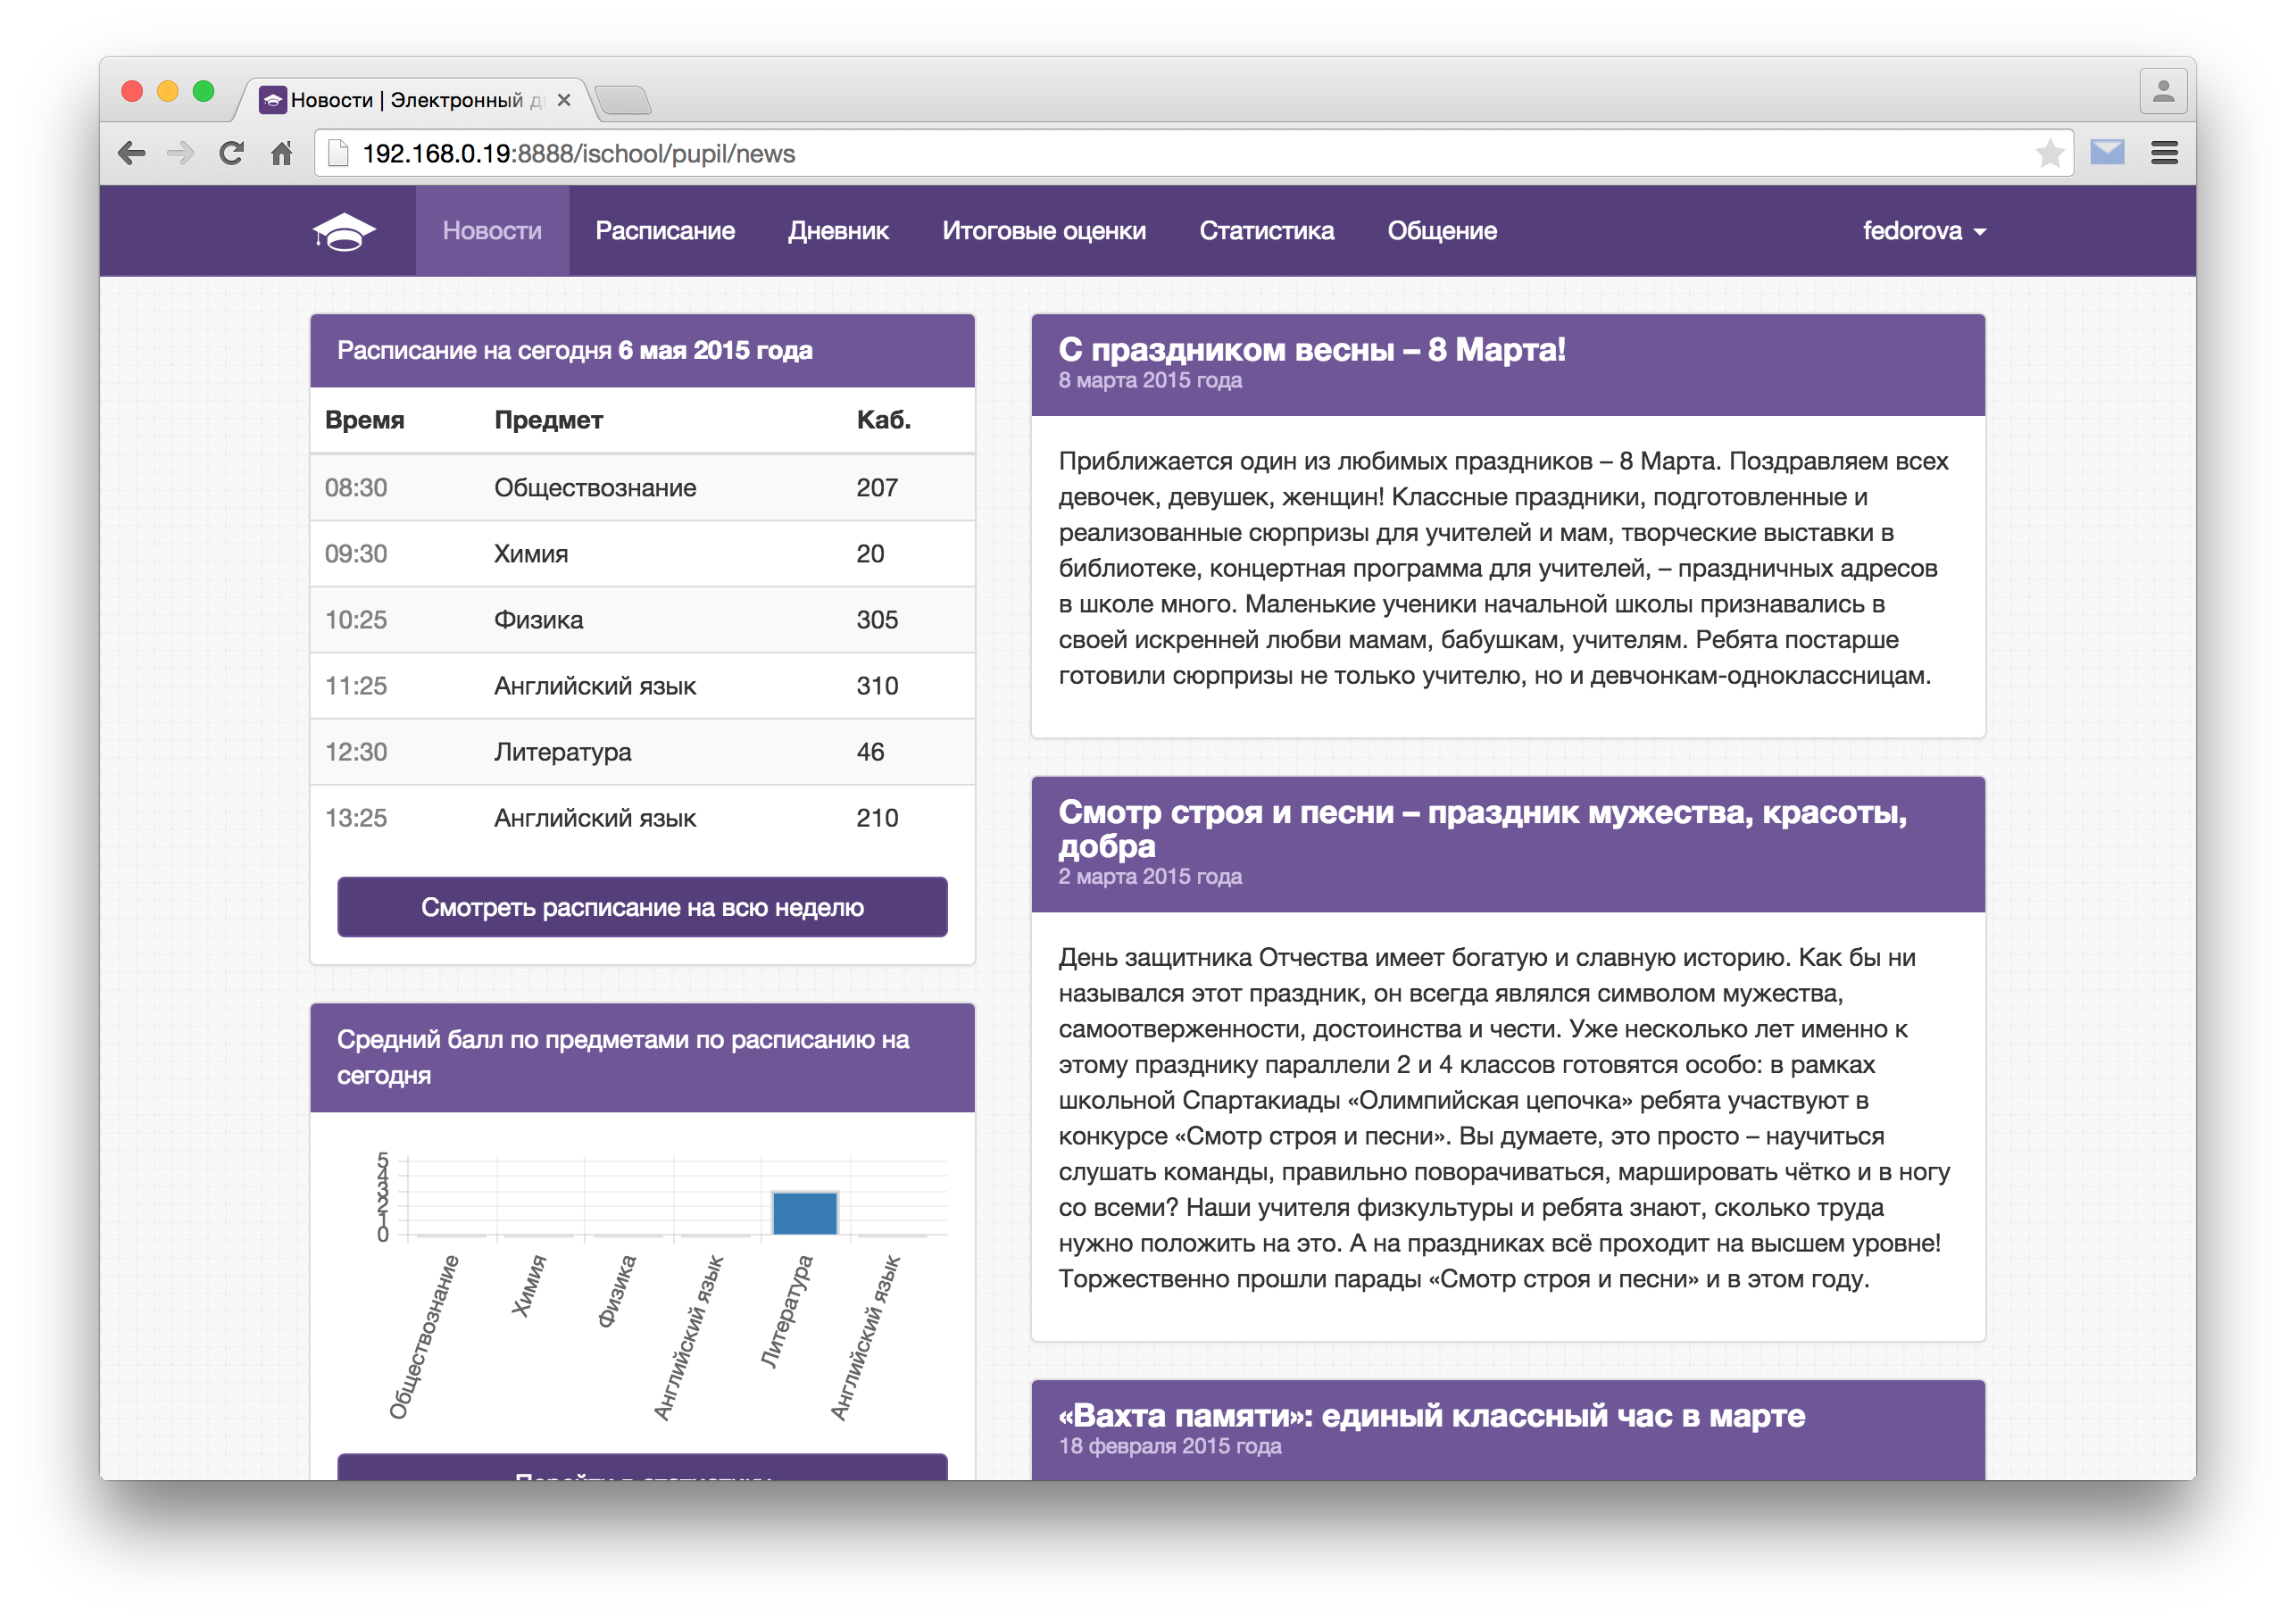 Новости | Электронный
192.168.0.19:8888/ischool/pupil/news
Новости Расписание Дневник Итоговые оценки Статистика Общение fedorova
Расписание на сегодня 6 мая 2015 года
Время Предмет Каб.
08:30 Обществознание 207
09:30 Химия 20
10:25 Физика 305
11:25 Английский язык 310
12:30 Литература 46
13:25 Английский язык 210
Смотреть расписание на всю неделю
Средний балл по предметами по расписанию на
сегодня
5
4
3
2
1
0
Обществознание
Химия
Физика
Английский язык
Литература
Английский язык
Перейти в статистику
С праздником весны – 8 Марта!
8 марта 2015 года
Приближается один из любимых праздников – 8 Марта. Поздравляем всех
девочек, девушек, женщин! Классные праздники, подготовленные и
реализованные сюрпризы для учителей и мам, творческие выставки в
библиотеке, концертная программа для учителей, – праздничных адресов
в школе много. Маленькие ученики начальной школы признавались в
своей искренней любви мамам, бабушкам, учителям. Ребята постарше
готовили сюрпризы не только учителю, но и девчонкам-одноклассницам.
Смотр строя и песни – праздник мужества, красоты,
добра
2 марта 2015 года
День защитника Отчества имеет богатую и славную историю. Как бы ни
назывался этот праздник, он всегда являлся символом мужества,
самоотверженности, достоинства и чести. Уже несколько лет именно к
этому празднику параллели 2 и 4 классов готовятся особо: в рамках
школьной Спартакиады «Олимпийская цепочка» ребята участвуют в
конкурсе «Смотр строя и песни». Вы думаете, это просто – научиться
слушать команды, правильно поворачиваться, маршировать чётко и в ногу
со всеми? Наши учителя физкультуры и ребята знают, сколько труда
нужно положить на это. А на праздниках всё проходит на высшем уровне!
Торжественно прошли парады «Смотр строя и песни» и в этом году.
«Вахта памяти»: единый классный час в марте
18 февраля 2015 года